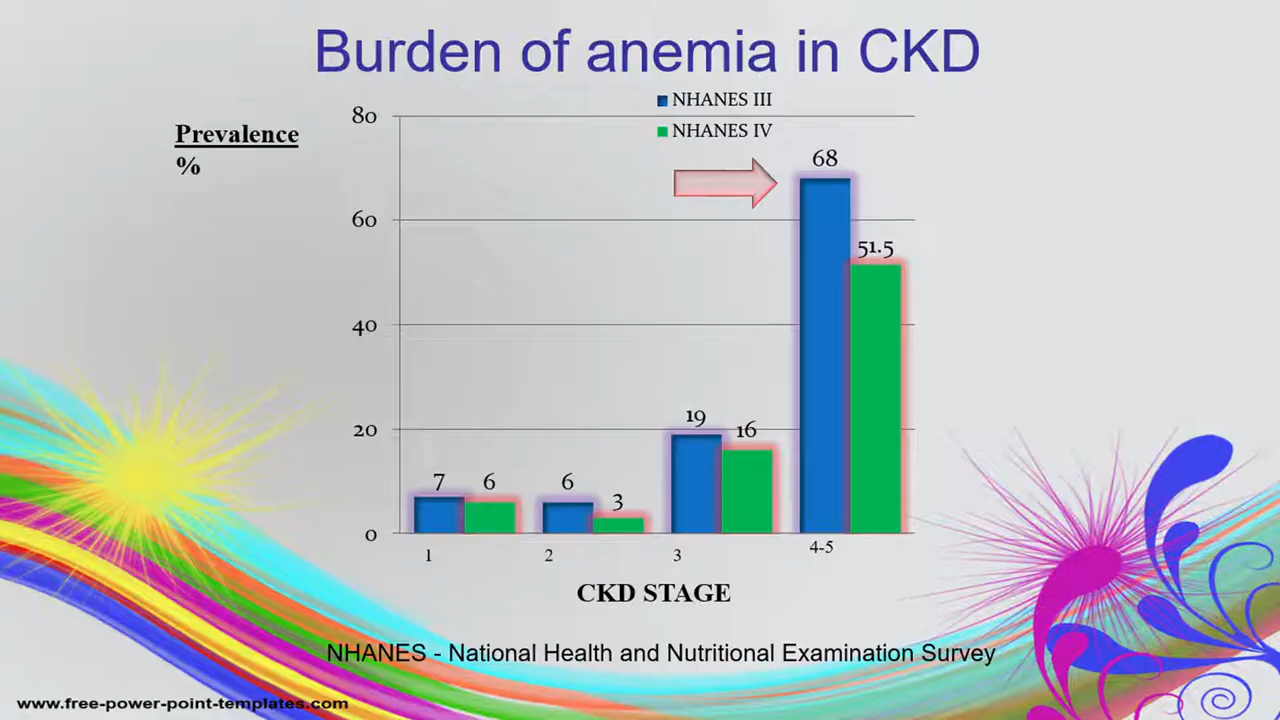 Burden of anemia in CKD
Prevalence
%
NHANES III
NHANES IV
80
60
40
20
0
7
6
6
3
19
16
68
51.5
1
2
3
4-5
CKD STAGE
NHANES - National Health and Nutritional Examination Survey
www.free-power-point-templates.com